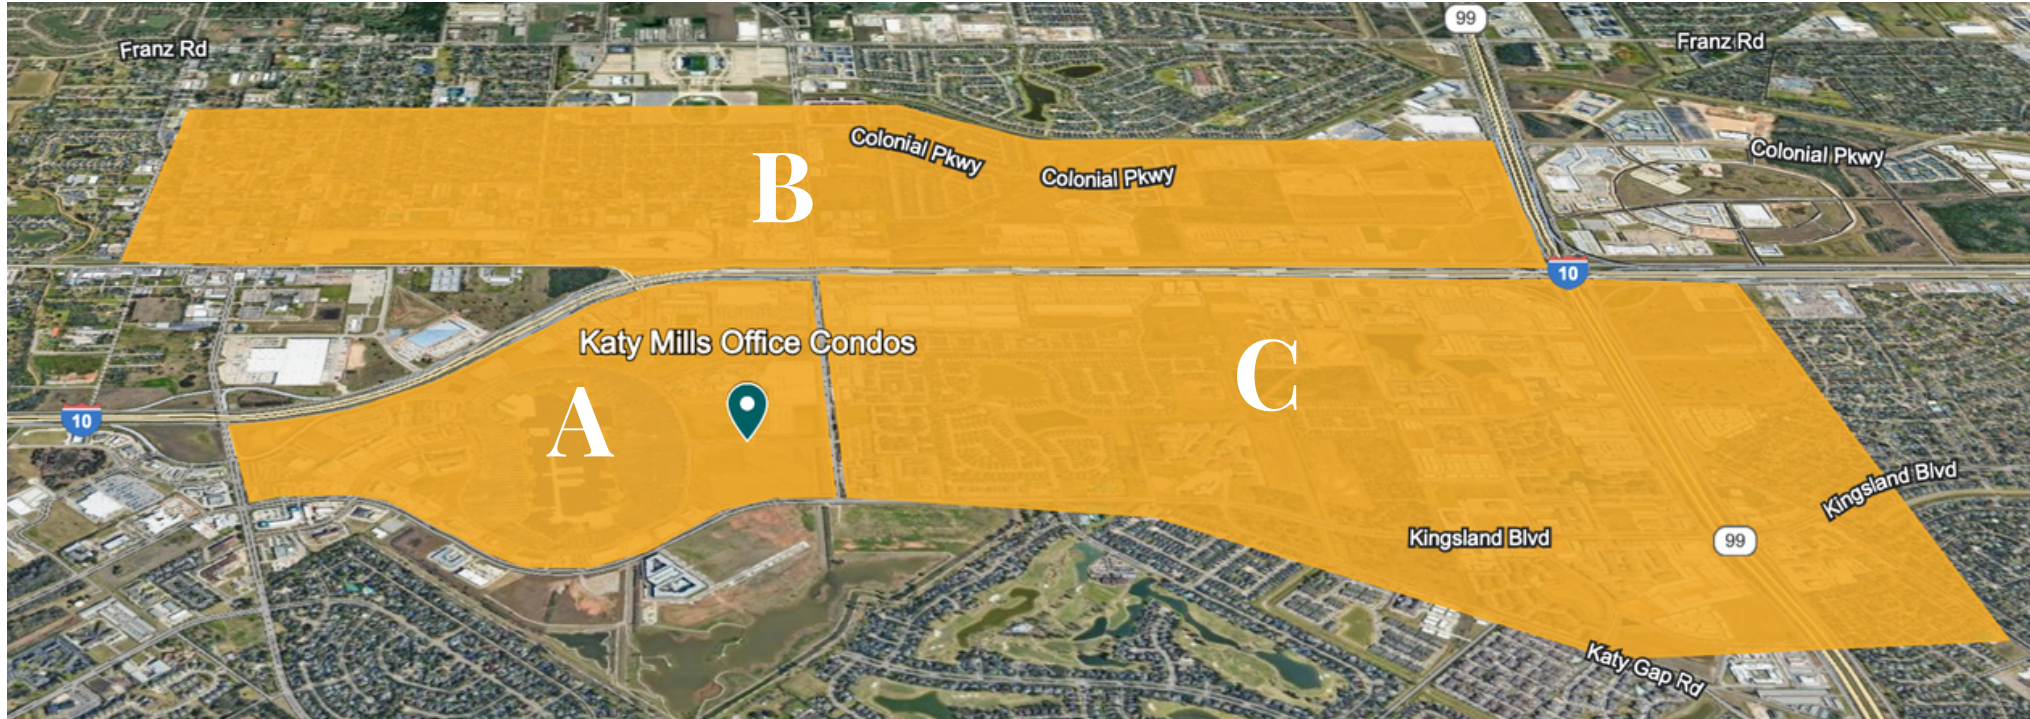 99
Franz Rd
Franz Rd
Colonial Pkwy
Colonial Pkwy
Colonial Pkwy
B
10
Katy Mills Office Condos
C
A
10
Kingsland Blvd
Kingsland Blvd
99
Katy Gap Rd